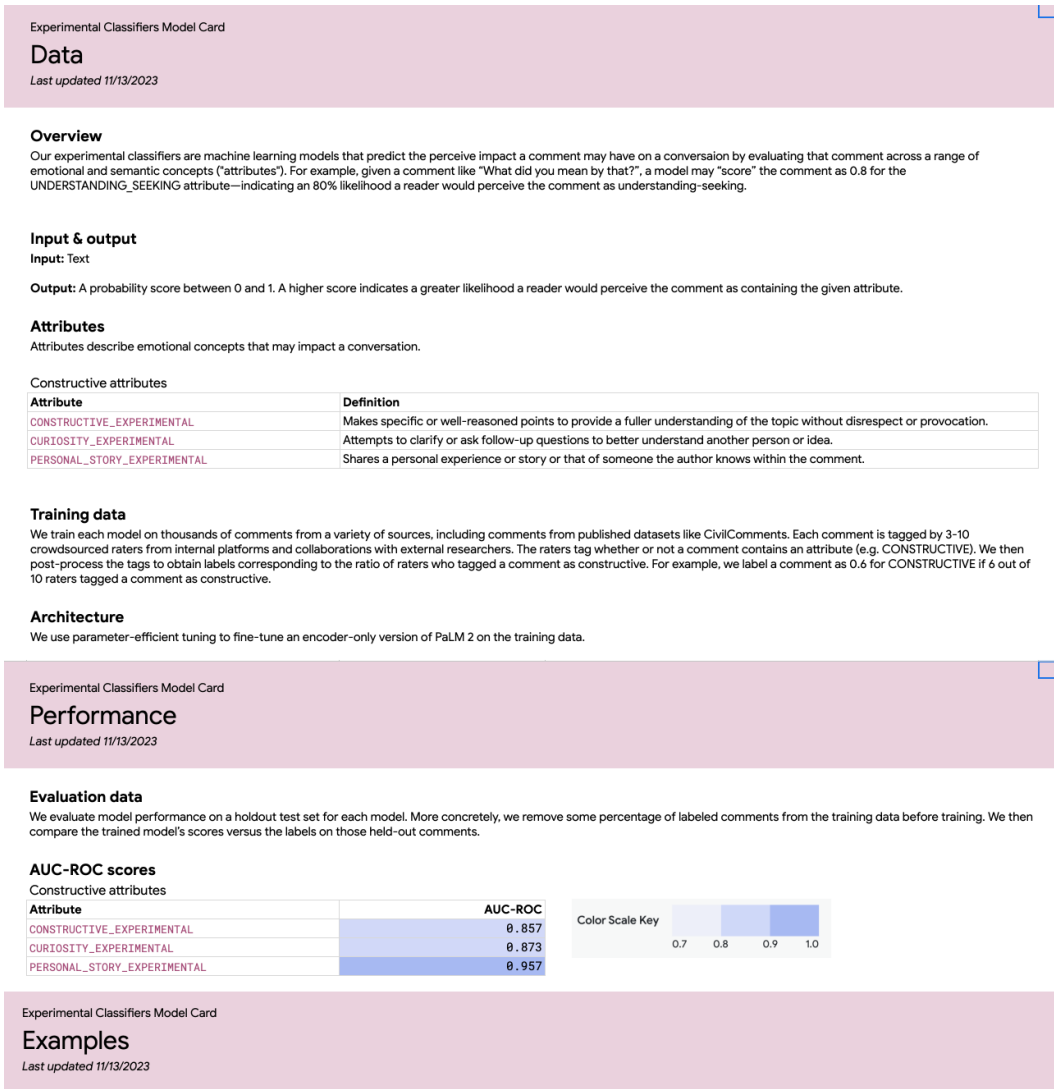 Experimental Classifiers Model Card
Data
Last updated 11/13/2023
Overview
Our experimental classifiers are machine learning models that predict the perceive impact a comment may have on a conversaion by evaluating that comment across a range of
emotional and semantic concepts ("attributes"). For example, given a comment like “What did you mean by that?”, a model may “score” the comment as 0.8 for the
UNDERSTANDING_SEEKING attribute—indicating an 80% likelihood a reader would perceive the comment as understanding-seeking.
Input & output
Input: Text
Output: A probability score between 0 and 1. A higher score indicates a greater likelihood a reader would perceive the comment as containing the given attribute.
Attributes
Attributes describe emotional concepts that may impact a conversation.
Constructive attributes
Attribute Definition
CONSTRUCTIVE_EXPERIMENTAL Makes specific or well-reasoned points to provide a fuller understanding of the topic without disrespect or provocation.
CURIOSITY_EXPERIMENTAL Attempts to clarify or ask follow-up questions to better understand another person or idea.
PERSONAL_STORY_EXPERIMENTAL Shares a personal experience or story or that of someone the author knows within the comment.
Training data
We train each model on thousands of comments from a variety of sources, including comments from published datasets like CivilComments. Each comment is tagged by 3-10
crowdsourced raters from internal platforms and collaborations with external researchers. The raters tag whether or not a comment contains an attribute (e.g. CONSTRUCTIVE). We then
post-process the tags to obtain labels corresponding to the ratio of raters who tagged a comment as constructive. For example, we label a comment as 0.6 for CONSTRUCTIVE if 6 out of
10 raters tagged a comment as constructive.
Architecture
We use parameter-efficient tuning to fine-tune an encoder-only version of PaLM 2 on the training data.
Experimental Classifiers Model Card
Performance
Last updated 11/13/2023
Evaluation data
We evaluate model performance on a holdout test set for each model. More concretely, we remove some percentage of labeled comments from the training data before training. We then
compare the trained model’s scores versus the labels on those held-out comments.
AUC-ROC scores
Constructive attributes
Attribute AUC-ROC
CONSTRUCTIVE_EXPERIMENTAL 0.857
CURIOSITY_EXPERIMENTAL 0.873
PERSONAL_STORY_EXPERIMENTAL 0.957
Color Scale Key
0.7 0.8 0.9 1.0
Experimental Classifiers Model Card
Examples
Last updated 11/13/2023